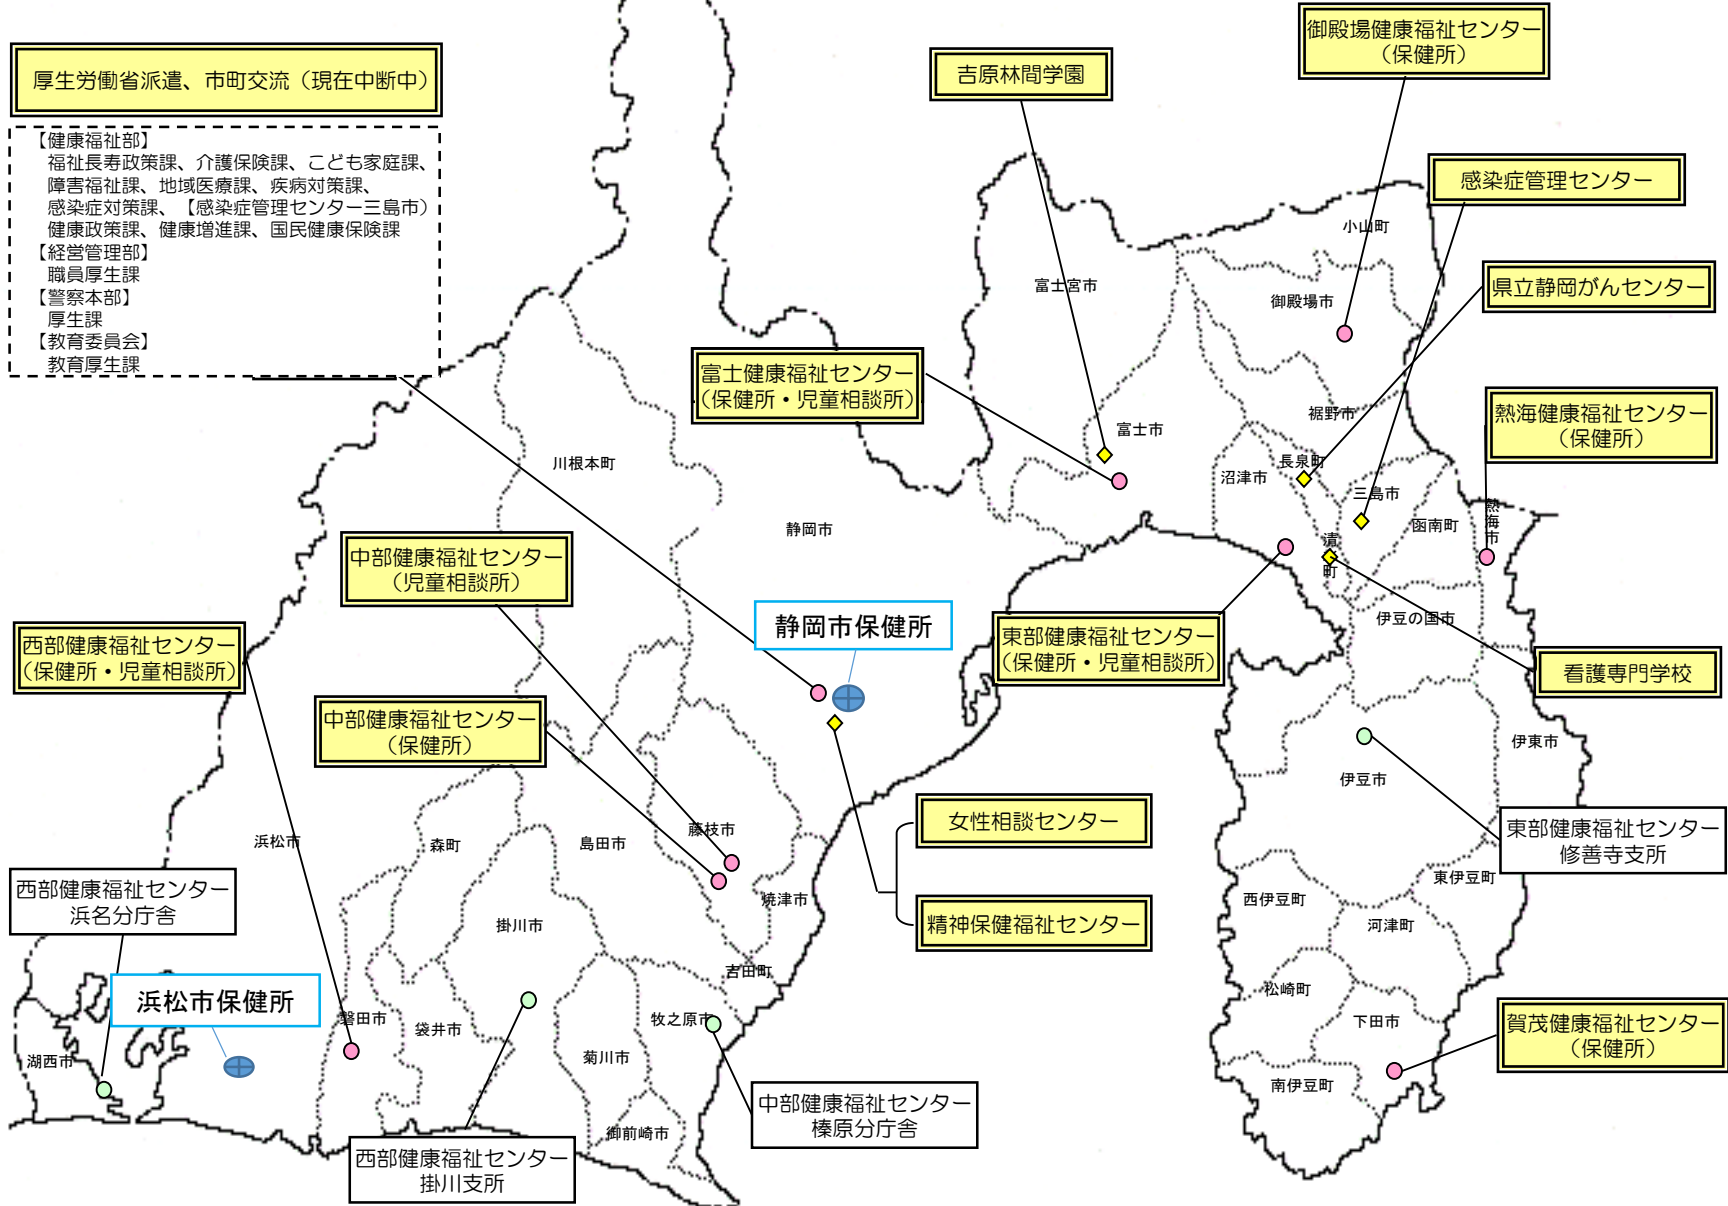 厚生労働省派遣、市町交流（現在中断中）
【健康福祉部】
福祉長寿政策課、介護保険課、こども家庭課、
障害福祉課、地域医療課、疾病対策課、
感染症対策課、【感染症管理センター三島市）
健康政策課、健康増進課、国民健康保険課
【経営管理部】
職員厚生課
【警察本部】
厚生課
【教育委員会】
教育厚生課
吉原林間学園
御殿場健康福祉センター
（保健所）
感染症管理センター
県立静岡がんセンター
熱海健康福祉センター
（保健所）
富士健康福祉センター
（保健所・児童相談所）
中部健康福祉センター
（児童相談所）
静岡市保健所
東部健康福祉センター
（保健所・児童相談所）
看護専門学校
西部健康福祉センター
（保健所・児童相談所）
中部健康福祉センター
（保健所）
女性相談センター
精神保健福祉センター
東部健康福祉センター
修善寺支所
西部健康福祉センター
浜名分庁舎
浜松市保健所
賀茂健康福祉センター
（保健所）
中部健康福祉センター
榛原分庁舎
西部健康福祉センター
掛川支所
小山町
富士宮市
御殿場市
裾野市
富士市
長泉町
沼津市
三島市
函南町
熱海市
清
町
伊豆の国市
川根本町
静岡市
伊東市
伊豆市
東伊豆町
西伊豆町
河津町
松崎町
下田市
南伊豆町
浜松市
森町
島田市
藤枝市
焼津市
掛川市
吉田町
牧之原市
磐田市
袋井市
菊川市
御前崎市
湖西市